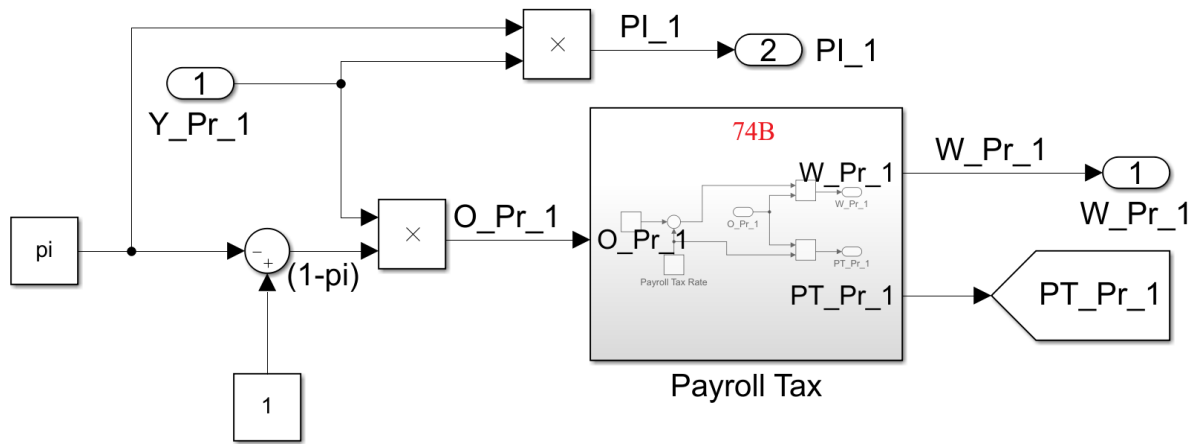 ×
PI_1
2
PI_1
1
Y_Pr_1
74B
W_Pr_1
W_Pr_1
1
W_Pr_1
W_Pr_1
O_Pr_1
O_Pr_1
O_Pr_1
×
pi
-
+
(1-pi)
PT_Pr_1
Payroll Tax Rate
PT_Pr_1
PT_Pr_1
Payroll Tax
1